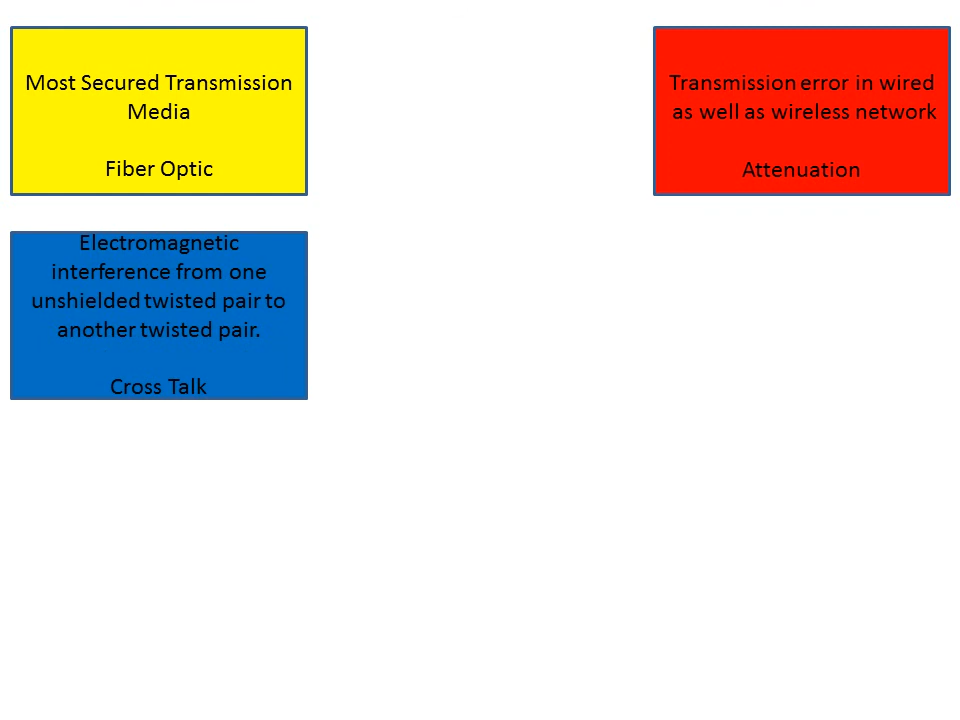 Most Secured Transmission
Media
Fiber Optic
Transmission error in wired
as well as wireless network
Attenuation
Electromagnetic
interference from one
unshielded twisted pair to
another twisted pair.
Cross Talk